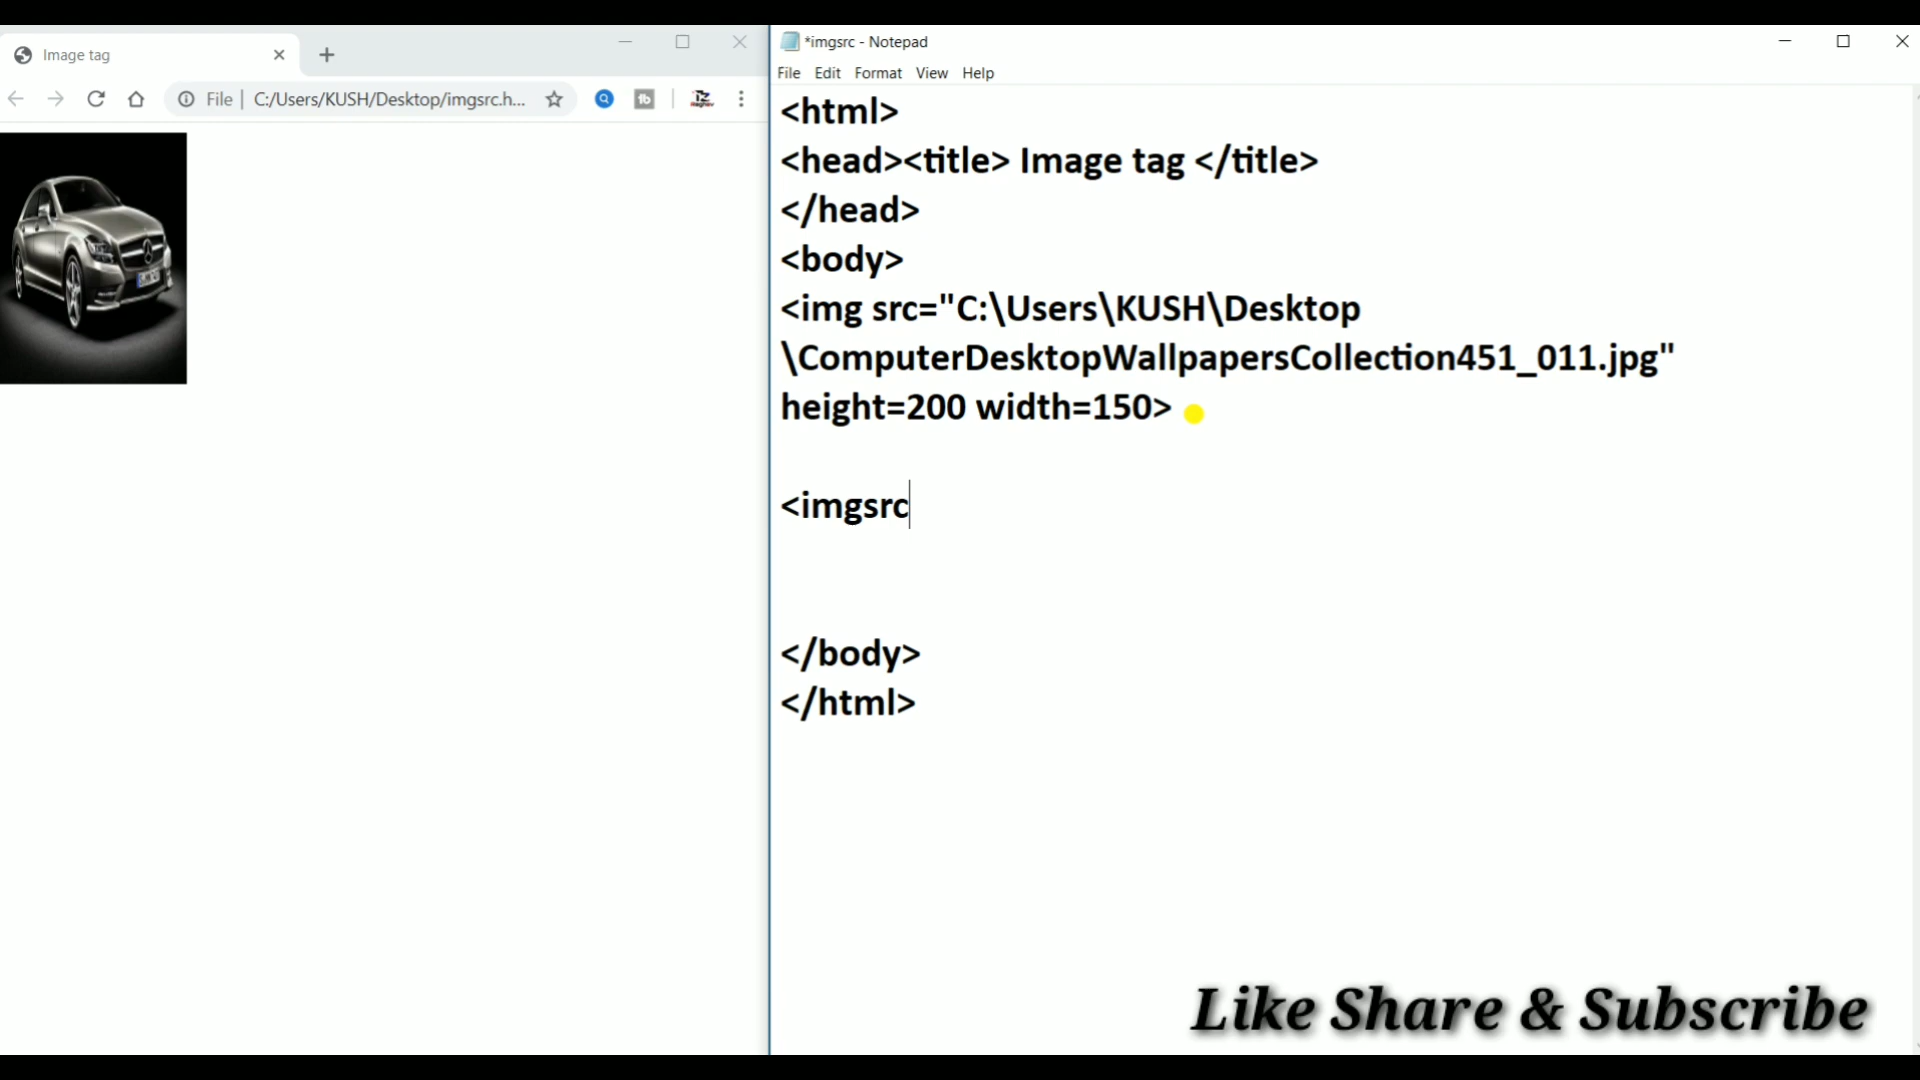 Image tag
File | C:/Users/KUSH/Desktop/imgsrc.h...
*imgsrc - Notepad
File Edit Format View Help
<html>
<head><title> Image tag </title>
</head>
<body>
<img src="C:\Users\KUSH\Desktop
\ComputerDesktopWallpapersCollection451_011.jpg"
height=200 width=150>
<imgsrc
</body>
</html>
Like Share & Subscribe